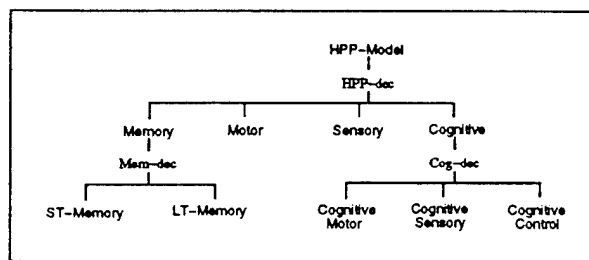 HPP-Model
HPP-dec
Memory Motor Sensory Cognitive
Mem-dec Cog-dec
ST-Memory LT-Memory Cognitive Motor Cognitive Sensory Cognitive Control